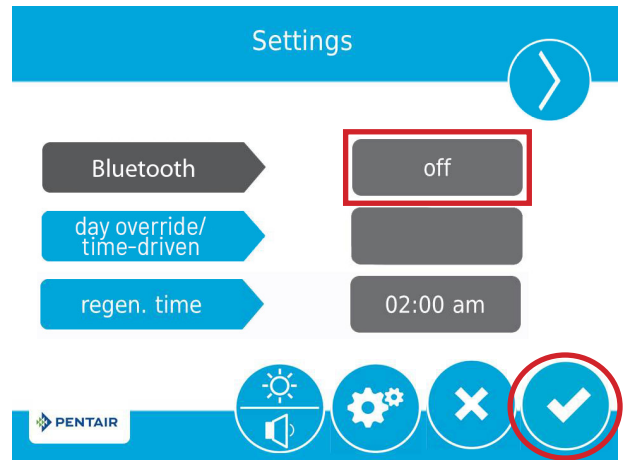 Settings
Bluetooth
off
day override/
time-driven
regen. time
02:00 am
PENTAIR